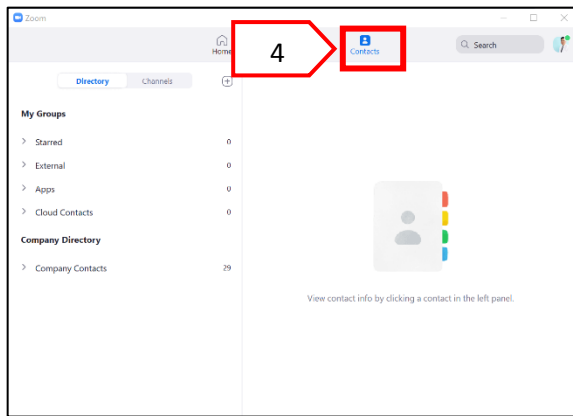 Zoom
Home
4
Contacts
Search
Directory
Channels
My Groups
Starred 0
External 0
Apps 0
Cloud Contacts 0
Company Directory
Company Contacts 29
View contact info by clicking a contact in the left panel.